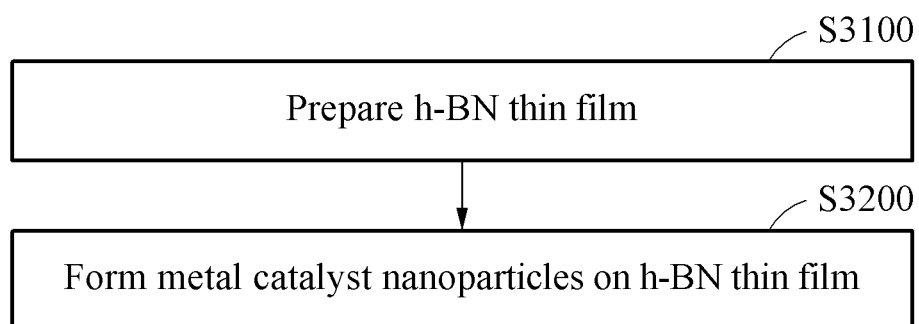 S3100
Prepare h-BN thin film
S3200
Form metal catalyst nanoparticles on h-BN thin film